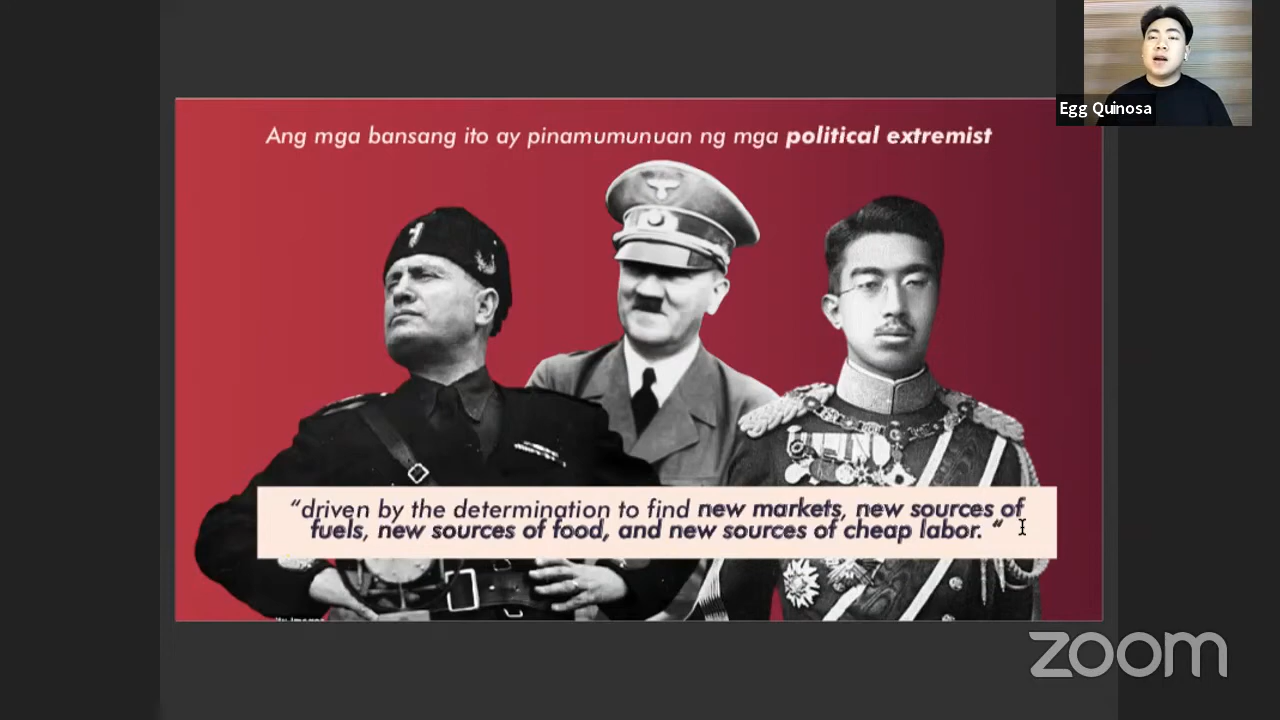 Egg Quinosa
Ang mga bansang ito ay pinamumunuan ng mga political extremist
“driven by the determination to find new markets, new sources of
fuels, new sources of food, and new sources of cheap labor. “
zoom